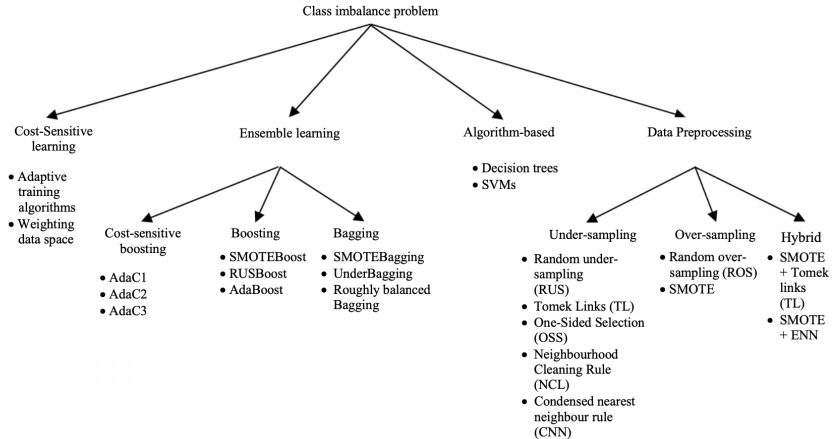 Class imbalance problem
Cost-Sensitive
learning
• Adaptive
training
algorithms
• Weighting
data space
Ensemble learning
Cost-sensitive
boosting
• AdaC1
• AdaC2
• AdaC3
Boosting
• SMOTEBoost
• RUSBoost
• AdaBoost
Bagging
• SMOTEBagging
• UnderBagging
• Roughly balanced
Bagging
Algorithm-based
• Decision trees
• SVMs
Data Preprocessing
Under-sampling
• Random under-
sampling
(RUS)
• Tomek Links (TL)
• One-Sided Selection
(OSS)
• Neighbourhood
Cleaning Rule
(NCL)
• Condensed nearest
neighbour rule
(CNN)
Over-sampling
• Random over-
sampling (ROS)
• SMOTE
Hybrid
• SMOTE
+ Tomek
links
(TL)
• SMOTE
+ ENN